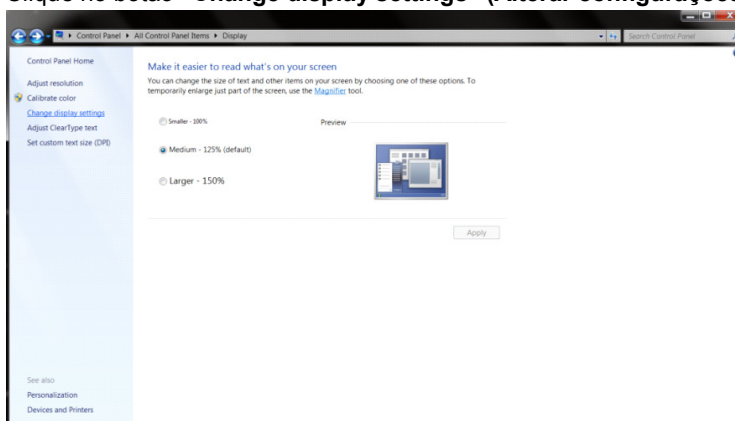 Clique no botão "Change display settings" (Alterar configurações
Control Panel ▸ All Control Panel Items ▸ Display
Search Control Panel
Control Panel Home
Adjust resolution
Calibrate color
Change display settings
Adjust ClearType text
Set custom text size (DPI)
Make it easier to read what's on your screen
You can change the size of text and other items on your screen by choosing one of these options. To
temporarily enlarge just part of the screen, use the Magnifier tool.
Smaller - 100%
Preview
Medium - 125% (default)
Larger - 150%
Apply
See also
Personalization
Devices and Printers